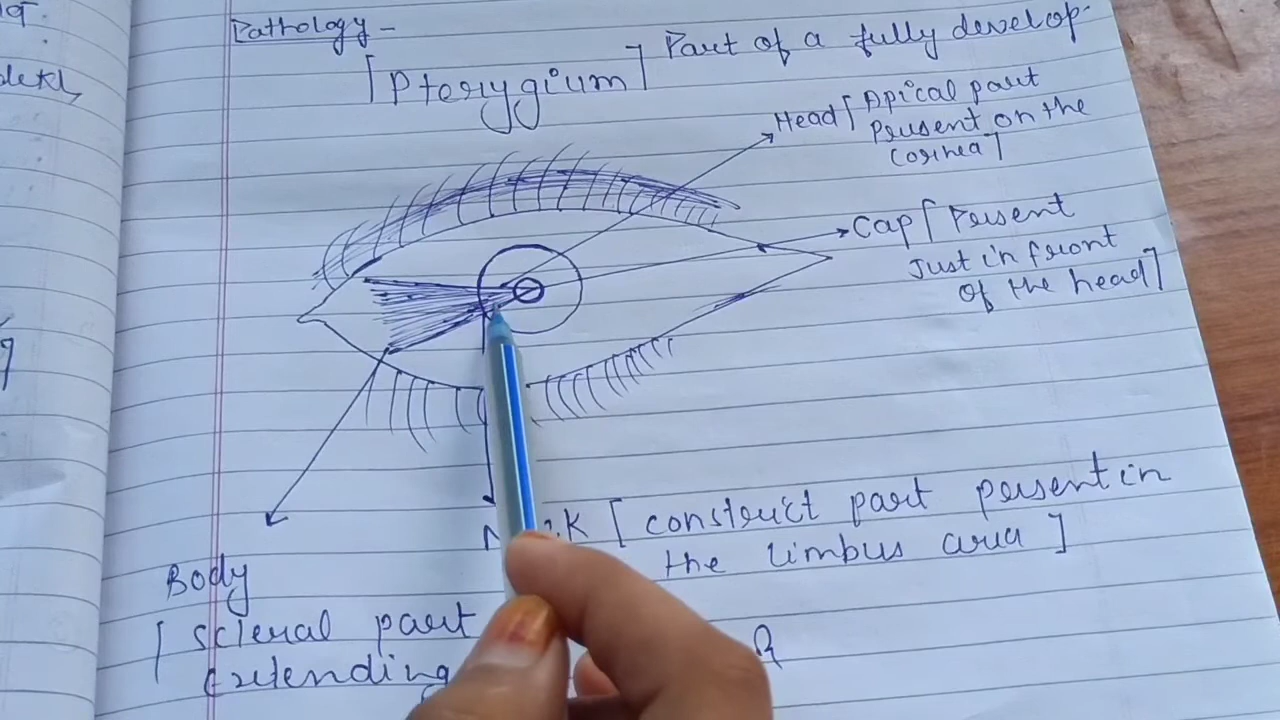 Pathology -
[Pterygium] Part of a fully develop
Head [Apical part
Present on the
Cornea]
Cap [Present
Just in front
of the head]
[construct part present in
the limbus area]
Body
[Scleral part
extending